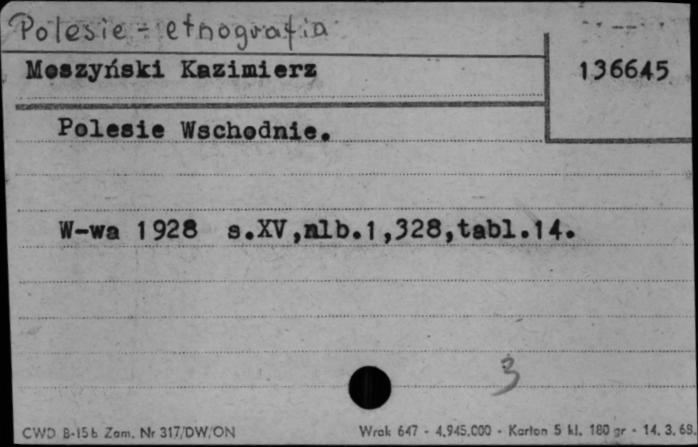 Polesie - etnografia
Moszyński Kazimierz 136645
Polesie Wschodnie.
W-wa 1928 s.XV,nlb.1,328,tabl.14.
3
CWD B-15b Zam. Nr 317/DW/ON Wrak 647 - 4.945.000 - Karton 5 kl. 180 gr - 14. 3. 68.